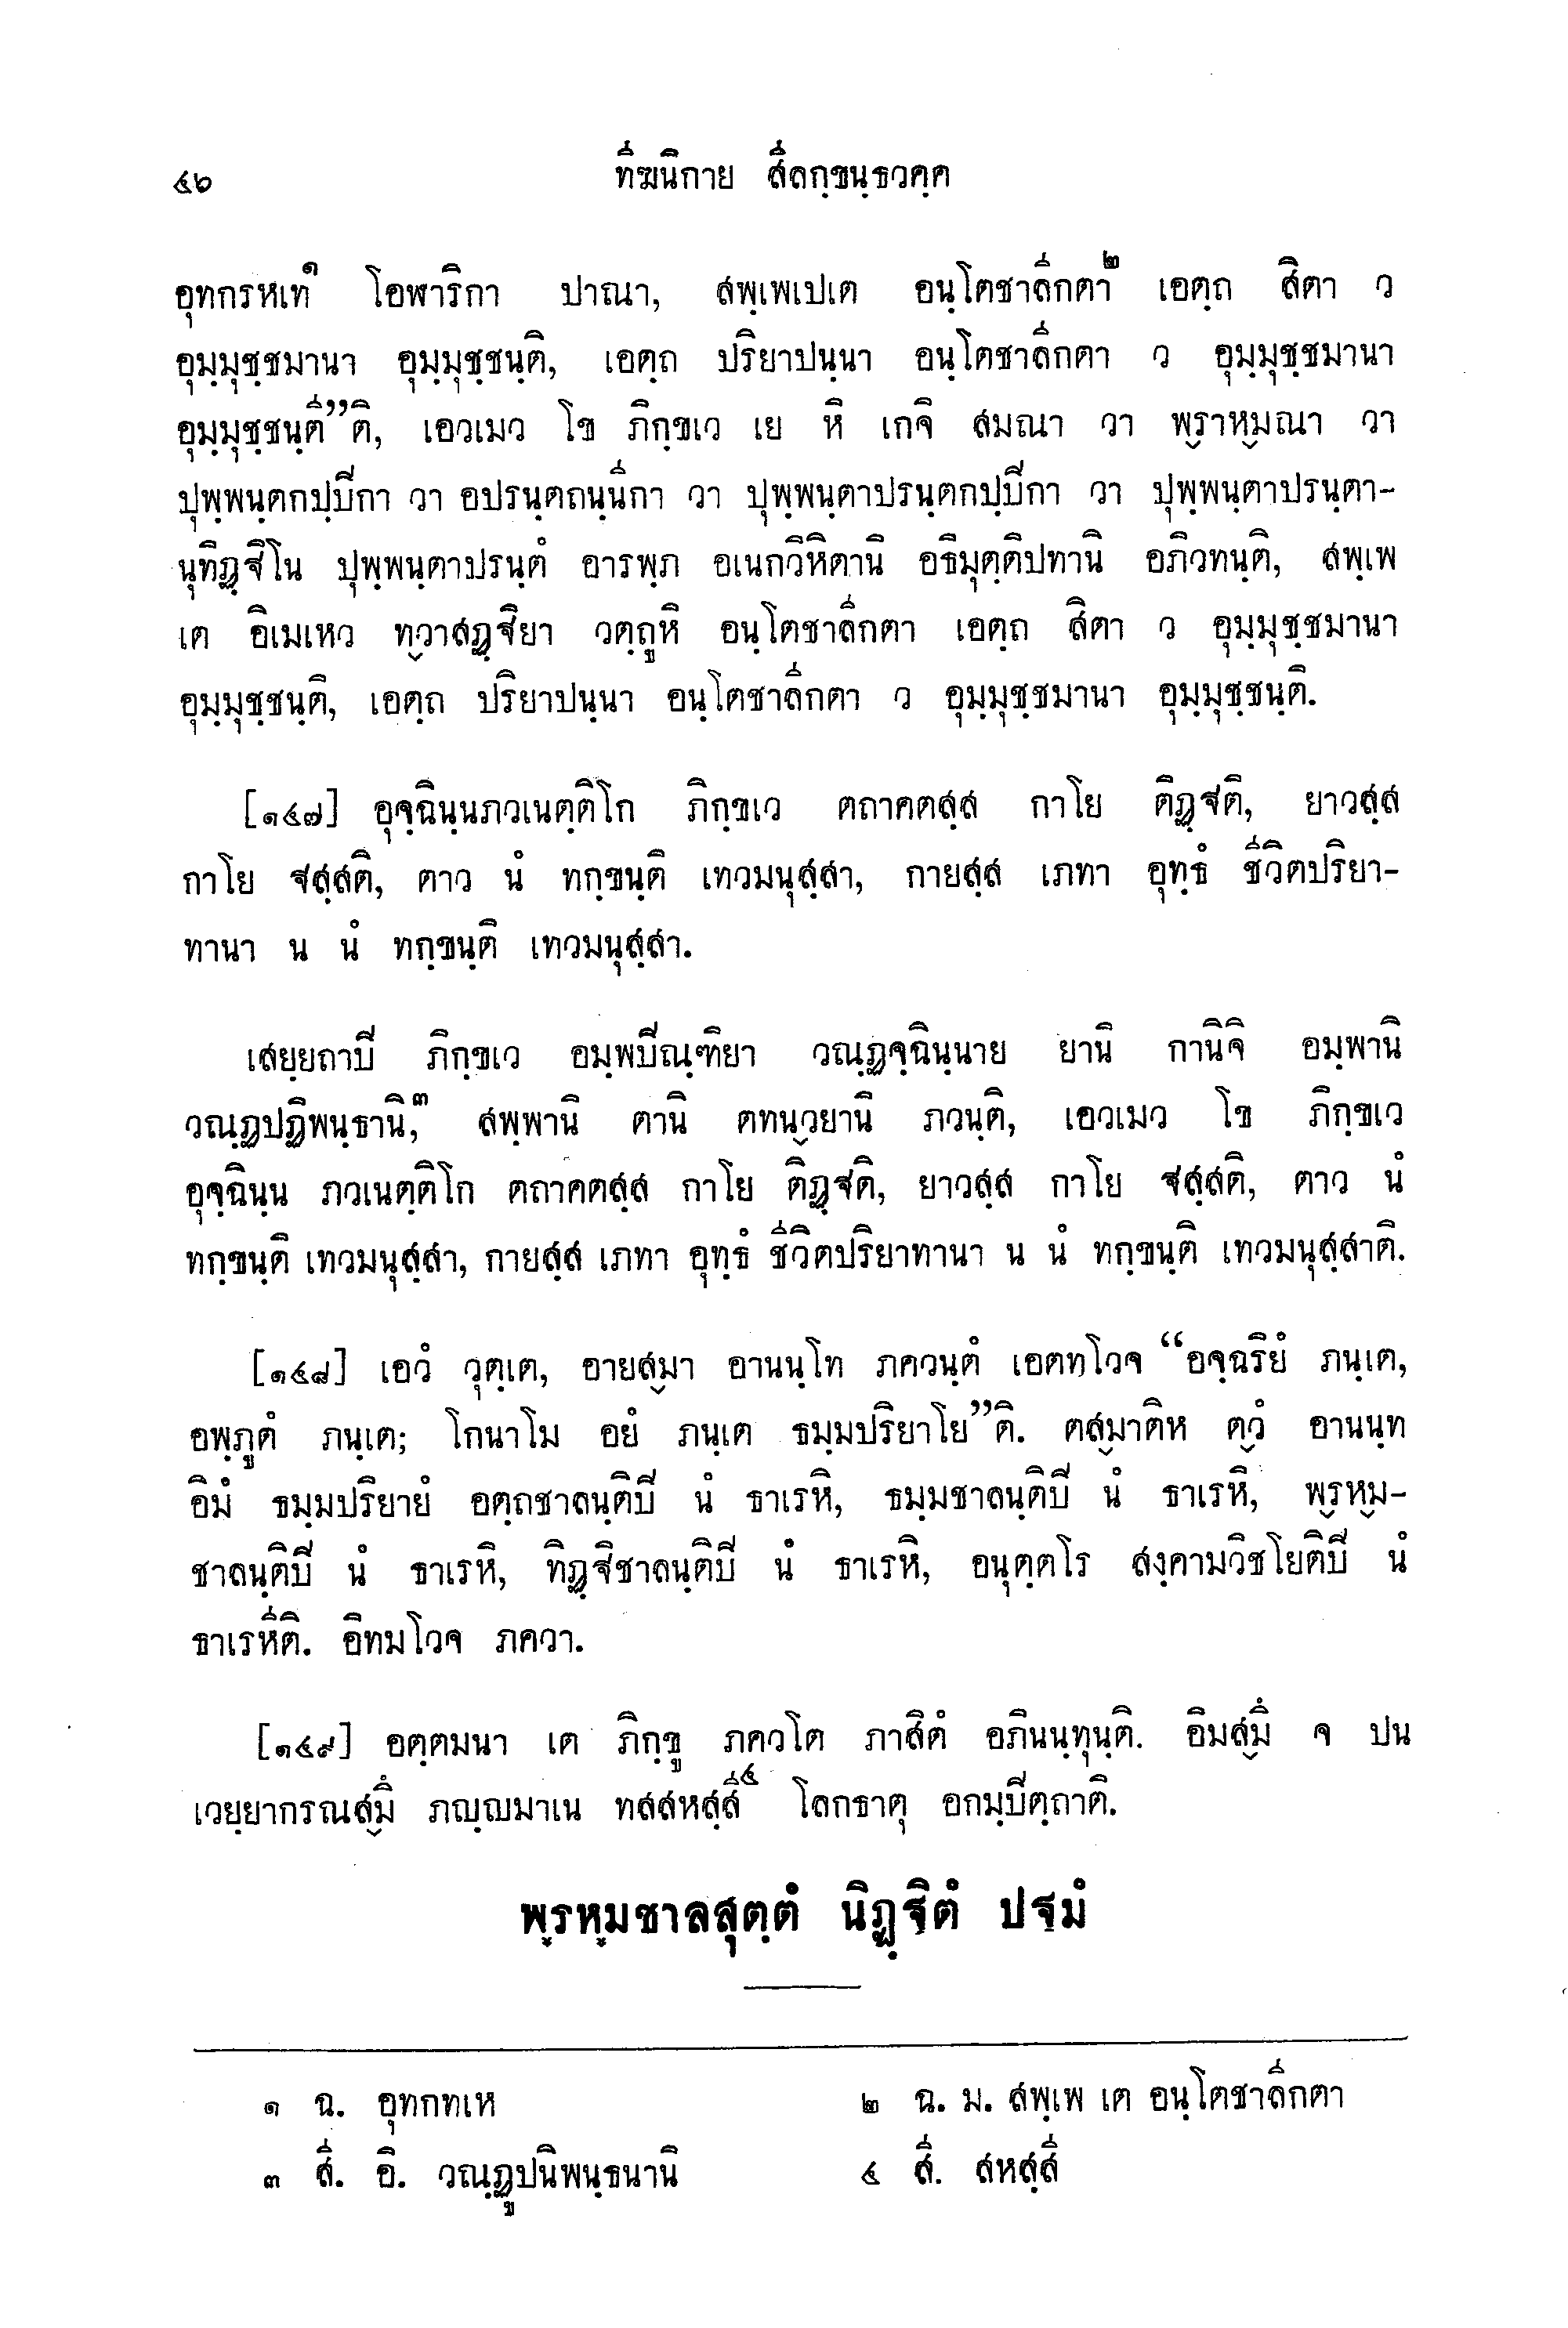 ๔๖ ทีฆนิกาย สีลกฺขนฺธวคฺค
อุทกรหเท๑ โอฬาริกา ปาณา, สพฺเพเปเต อนฺโตชาลีกตา๒ เอตฺถ สิตา ว
อุมฺมุชฺชมานา อุมฺมุชฺชนฺติ, เอตฺถ ปริยาปนฺนา อนฺโตชาลีกตา ว อุมฺมุชฺชมานา
อุมฺมุชฺชนฺตี”ติ, เอวเมว โข ภิกฺขเว เย หิ เกจิ สมณา วา พฺราหฺมณา วา
ปุพฺพนฺตกปฺปิกา วา อปรนฺตกปฺปิกา วา ปุพฺพนฺตาปรนฺตกปฺปิกา วา ปุพฺพนฺตาปรนฺตา-
นุทิฏฺฐิโน ปุพฺพนฺตาปรนฺตํ อารพฺภ อเนกวิหิตานิ อธิมุตฺติปทานิ อภิวทนฺติ, สพฺเพ
เต อิเมเหว ทฺวาสฏฺฐิยา วตฺถูหิ อนฺโตชาลีกตา เอตฺถ สิตา ว อุมฺมุชฺชมานา
อุมฺมุชฺชนฺติ, เอตฺถ ปริยาปนฺนา อนฺโตชาลีกตา ว อุมฺมุชฺชมานา อุมฺมุชฺชนฺติ.
[๑๔๗] อุจฺฉินฺนภวเนตฺติโก ภิกฺขเว ตถาคตสฺส กาโย ติฏฺฐติ, ยาวสฺส
กาโย ฐสฺสติ, ตาว นํ ทกฺขนฺติ เทวมนุสฺสา, กายสฺส เภทา อุทฺธํ ชีวิตปริยา-
ทานา น นํ ทกฺขนฺติ เทวมนุสฺสา.
เสยฺยถาปิ ภิกฺขเว อมฺพปิณฺฑิยา วณฺฏจฺฉินฺนาย ยานิ กานิจิ อมฺพานิ
วณฺฏปฏิพนฺธานิ,๓ สพฺพานิ ตานิ ตทนฺวยานิ ภวนฺติ, เอวเมว โข ภิกฺขเว
อุจฺฉินฺน ภวเนตฺติโก ตถาคตสฺส กาโย ติฏฺฐติ, ยาวสฺส กาโย ฐสฺสติ, ตาว นํ
ทกฺขนฺติ เทวมนุสฺสา, กายสฺส เภทา อุทฺธํ ชีวิตปริยาทานา น นํ ทกฺขนฺติ เทวมนุสฺสาติ.
[๑๔๘] เอวํ วุตฺเต, อายสฺมา อานนฺโท ภควนฺตํ เอตทโวจ “อจฺฉริยํ ภนฺเต,
อพฺภูตํ ภนฺเต; โกนาโม อยํ ภนฺเต ธมฺมปริยาโย”ติ. ตสฺมาติห ตฺวํ อานนฺท
อิมํ ธมฺมปริยายํ อตฺถชาลนฺติปิ นํ ธาเรหิ, ธมฺมชาลนฺติปิ นํ ธาเรหิ, พฺรหฺม-
ชาลนฺติปิ นํ ธาเรหิ, ทิฏฺฐิชาลนฺติปิ นํ ธาเรหิ, อนุตฺตโร สงฺคามวิชโยติปิ นํ
ธาเรหีติ. อิทมโวจ ภควา.
[๑๔๙] อตฺตมนา เต ภิกฺขู ภควโต ภาสิตํ อภินนฺทุนฺติ. อิมสฺมึ จ ปน
เวยฺยากรณสฺมึ ภญฺญมาเน ทสสหสฺสี๔ โลกธาตุ อกมฺปิตฺถาติ.
พฺรหฺมชาลสุตฺตํ นิฏฺฐิตํ ปฐมํ
๑ ฉ. อุทกทเห ๒ ฉ. ม. สพฺเพ เต อนฺโตชาลีกตา
๓ สี. อิ. วณฺฏูปนิพนฺธนานิ ๔ สี. สหสฺสี